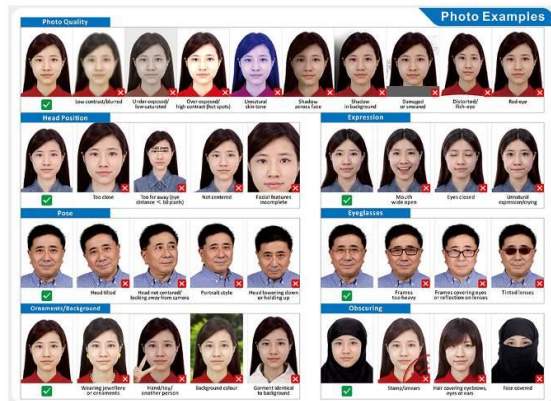 Photo Examples
Photo Quality
Low contrast/blurred
Under-exposed/
low-saturated
Over-exposed/
high contrast (hot spots)
Unnatural
skin tone
Shadow
across face
Shadow
in background
Damaged
or smeared
Distorted/
fish-eye
Red-eye
Head Position
Too close
Too far away (eye
distance < 60 pixels)
Not centered
Facial features
incomplete
Expression
Mouth
wide open
Eyes closed
Unnatural
expression/crying
Pose
Head tilted
Head not centered/
looking away from camera
Portrait style
Head lowering down
or holding up
Eyeglasses
Frames
too heavy
Frames covering eyes
or reflection on lenses
Tinted lenses
Ornaments/Background
Wearing jewellery
or ornaments
Hand/toy/
another person
Background colour
Garment identical
to background
Obscuring
Stamp/smears
Hair covering eyebrows,
eyes or ears
Face covered